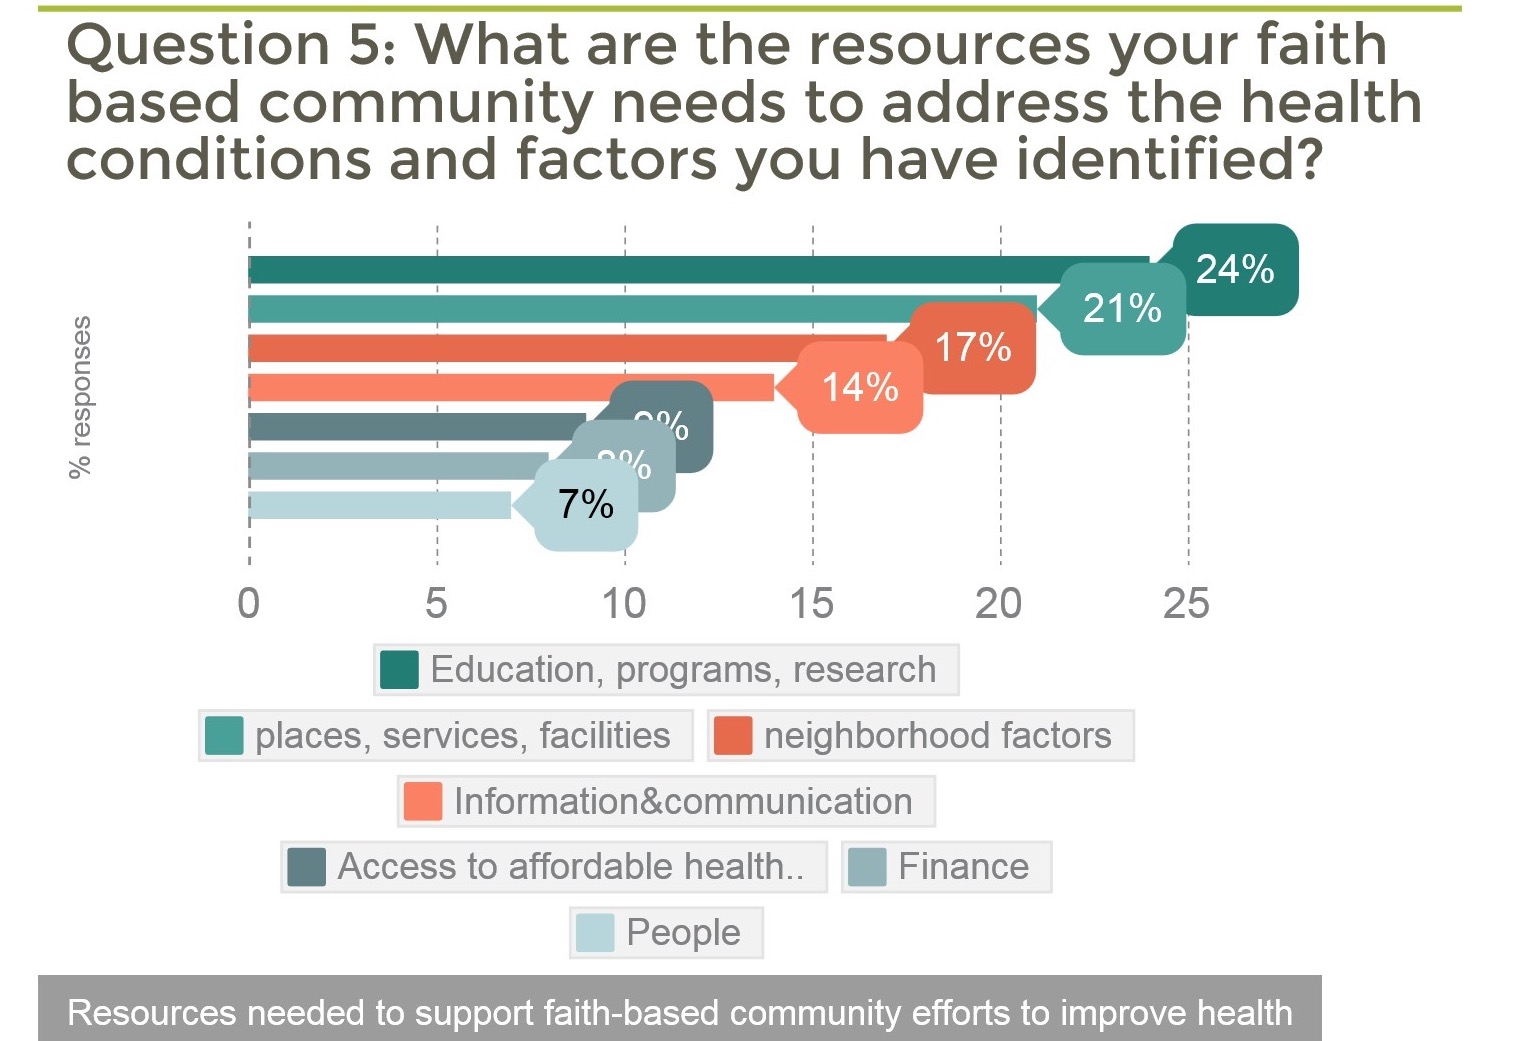 Question 5: What are the resources your faith
based community needs to address the health
conditions and factors you have identified?
% responses
24%
21%
17%
14%
9%
8%
7%
0 5 10 15 20 25
Education, programs, research
places, services, facilities neighborhood factors
Information&communication
Access to affordable health.. Finance
People
Resources needed to support faith-based community efforts to improve health